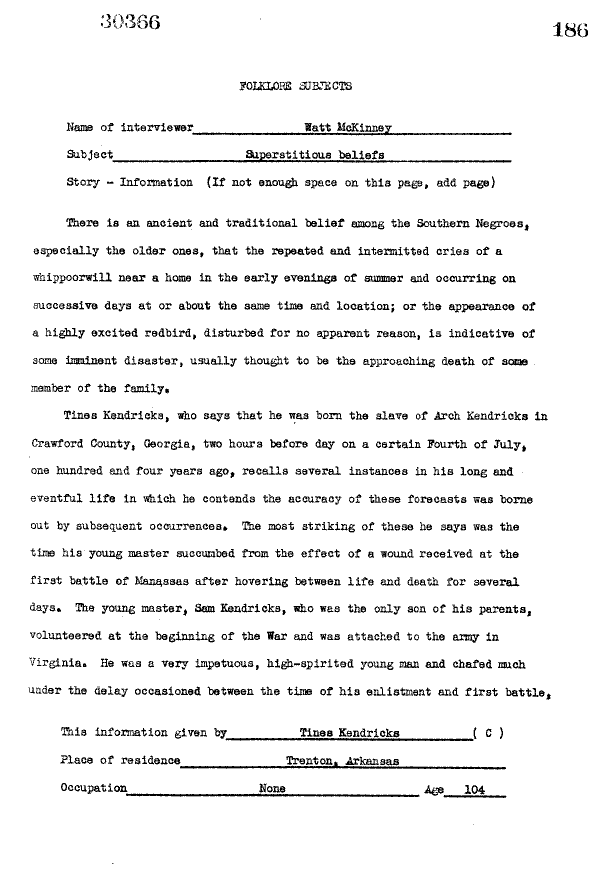 30366
186
FOLKLORE SUBJECTS
Name of interviewer Watt McKinney
Subject Superstitious beliefs
Story - Information (If not enough space on this page, add page)
There is an ancient and traditional belief among the Southern Negroes,
especially the older ones, that the repeated and intermitted cries of a
whippoorwill near a home in the early evenings of summer and occurring on
successive days at or about the same time and location; or the appearance of
a highly excited redbird, disturbed for no apparent reason, is indicative of
some imminent disaster, usually thought to be the approaching death of some
member of the family.
Tines Kendricks, who says that he was born the slave of Arch Kendricks in
Crawford County, Georgia, two hours before day on a certain Fourth of July,
one hundred and four years ago, recalls several instances in his long and
eventful life in which he contends the accuracy of these forecasts was borne
out by subsequent occurrences. The most striking of these he says was the
time his young master succumbed from the effect of a wound received at the
first battle of Manassas after hovering between life and death for several
days. The young master, Sam Kendricks, who was the only son of his parents,
volunteered at the beginning of the War and was attached to the army in
Virginia. He was a very impetuous, high-spirited young man and chafed much
under the delay occasioned between the time of his enlistment and first battle,
This information given by Tines Kendricks ( C )
Place of residence Trenton, Arkansas
Occupation None Age 104